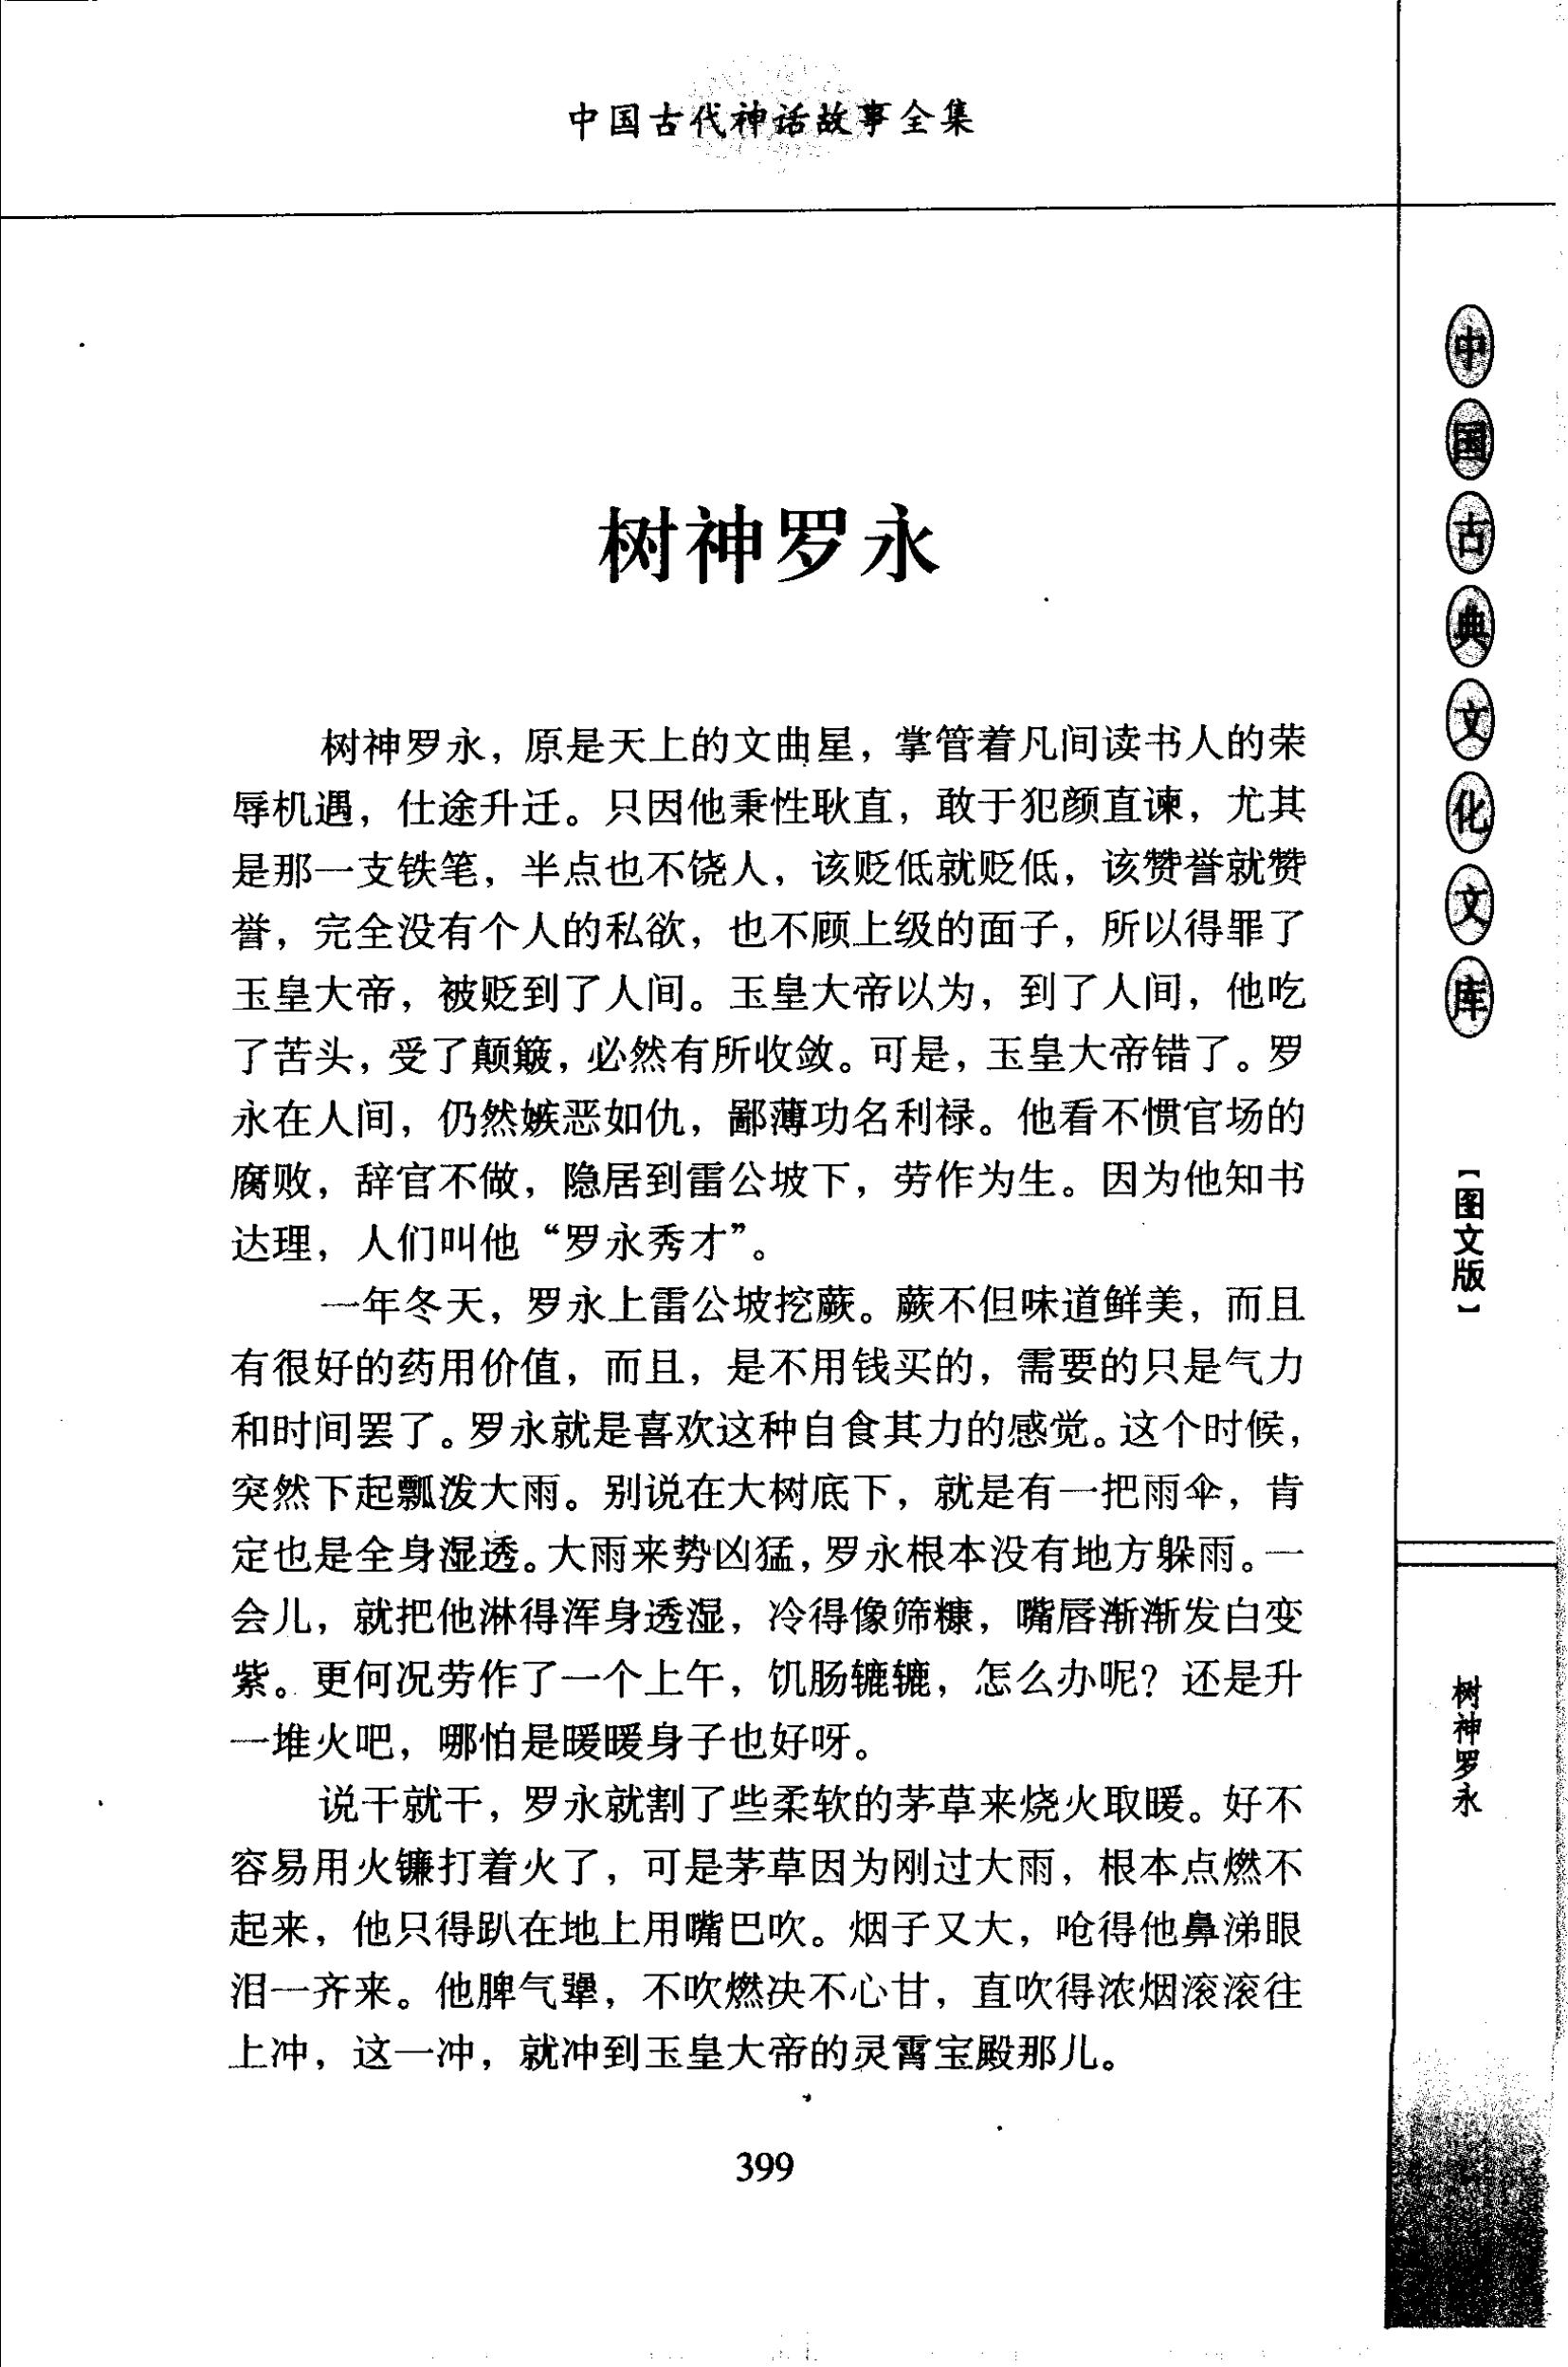 中国古代神话故事全集
树神罗永
树神罗永，原是天上的文曲星，掌管着凡间读书人的荣
辱机遇，仕途升迁。只因他秉性耿直，敢于犯颜直谏，尤其
是那一支铁笔，半点也不饶人，该贬低就贬低，该赞誉就赞
誉，完全没有个人的私欲，也不顾上级的面子，所以得罪了
玉皇大帝，被贬到了人间。玉皇大帝以为，到了人间，他吃
了苦头，受了颠簸，必然有所收敛。可是，玉皇大帝错了。罗
永在人间，仍然嫉恶如仇，鄙薄功名利禄。他看不惯官场的
腐败，辞官不做，隐居到雷公坡下，劳作为生。因为他知书
达理，人们叫他“罗永秀才”。
一年冬天，罗永上雷公坡挖蕨。蕨不但味道鲜美，而且
有很好的药用价值，而且，是不用钱买的，需要的只是气力
和时间罢了。罗永就是喜欢这种自食其力的感觉。这个时候，
突然下起瓢泼大雨。别说在大树底下，就是有一把雨伞，肯
定也是全身湿透。大雨来势凶猛，罗永根本没有地方躲雨。一
会儿，就把他淋得浑身透湿，冷得像筛糠，嘴唇渐渐发白变
紫。更何况劳作了一个上午，饥肠辘辘，怎么办呢？还是升
一堆火吧，哪怕是暖暖身子也好呀。
说干就干，罗永就割了些柔软的茅草来烧火取暖。好不
容易用火镰打着火了，可是茅草因为刚过大雨，根本点燃不
起来，他只得趴在地上用嘴巴吹。烟子又大，呛得他鼻涕眼
泪一齐来。他脾气犟，不吹燃决不心甘，直吹得浓烟滚滚往
上冲，这一冲，就冲到玉皇大帝的灵霄宝殿那儿。
399
中国古典文化文库
【图文版】
树神罗永